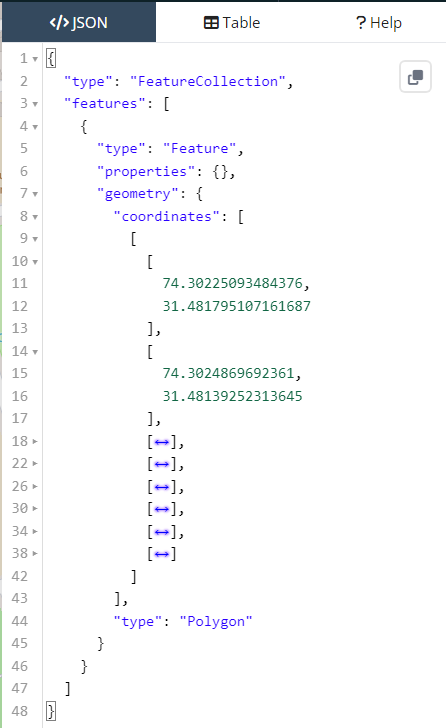 </>JSON Table ? Help
1 {
2 "type": "FeatureCollection",
3 "features": [
4 {
5 "type": "Feature",
6 "properties": {},
7 "geometry": {
8 "coordinates": [
9 [
10 [
11 74.30225093484376,
12 31.481795107161687
13 ],
14 [
15 74.3024869692361,
16 31.48139252313645
17 ],
18 [↔],
22 [↔],
26 [↔],
30 [↔],
34 [↔],
38 [↔]
42 ]
43 ],
44 "type": "Polygon"
45 }
46 }
47 ]
48 }